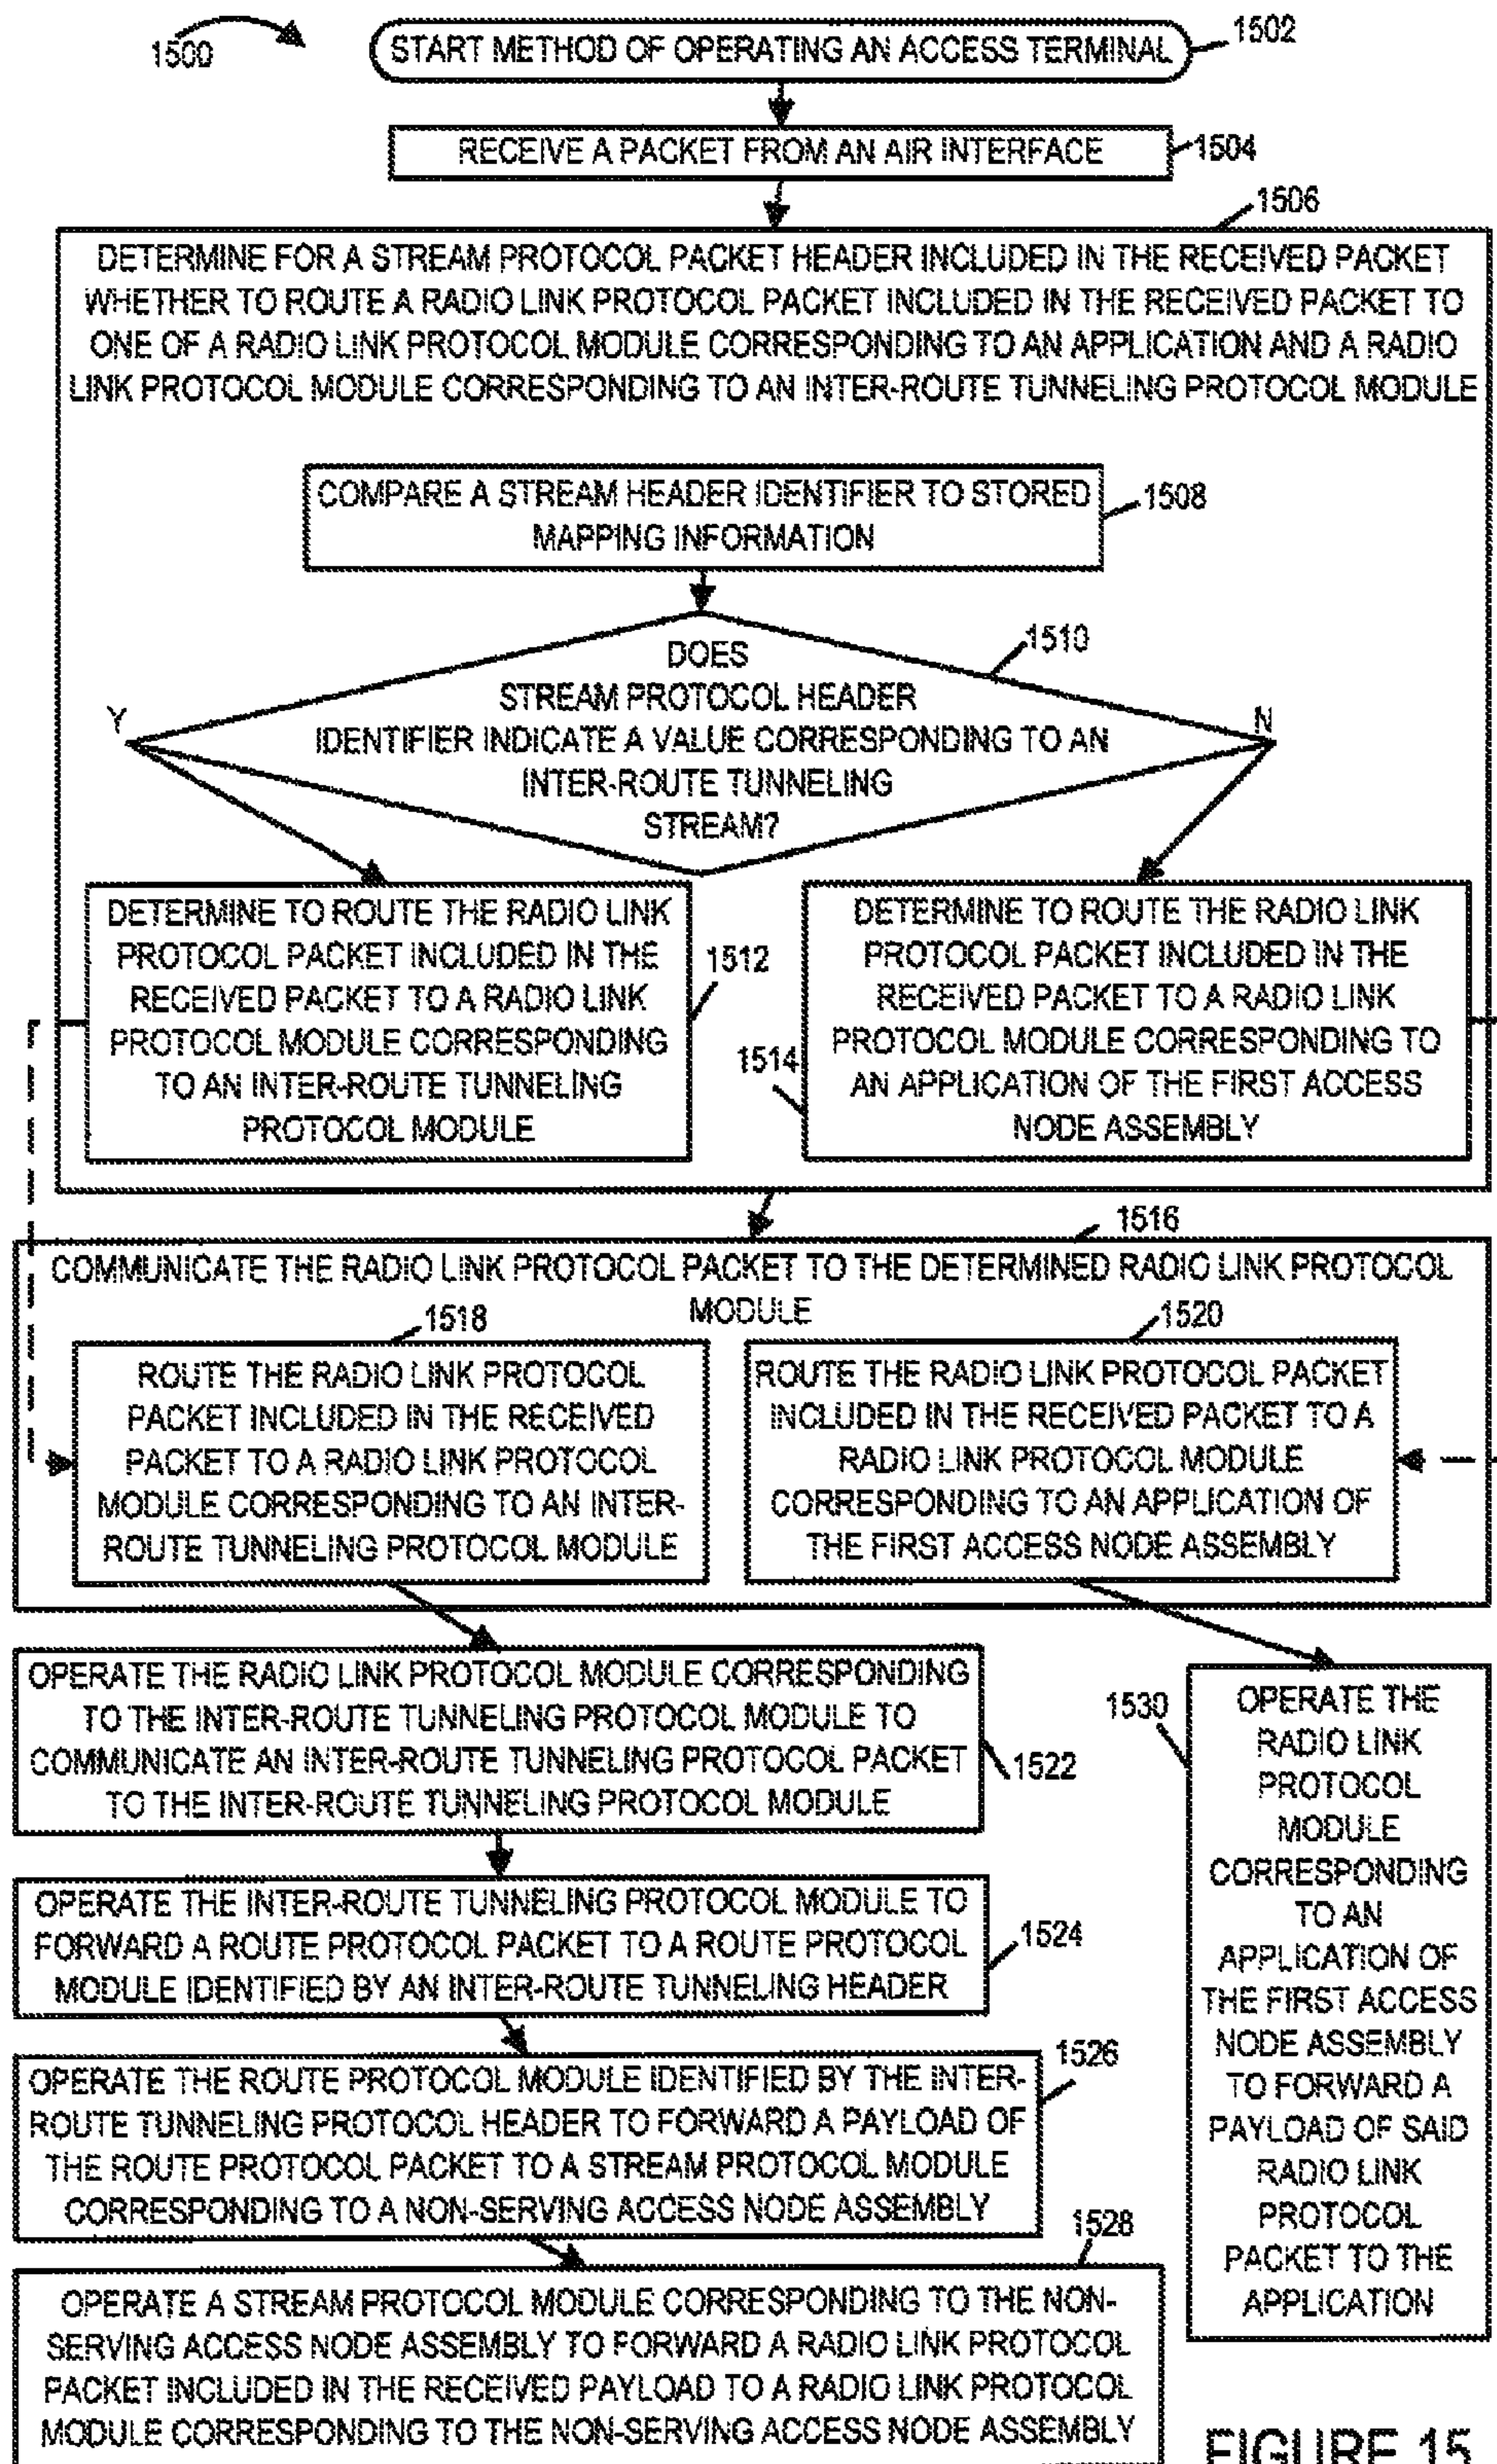 1500
START METHOD OF OPERATING AN ACCESS TERMINAL
1502
RECEIVE A PACKET FROM AN AIR INTERFACE
1504
1506
DETERMINE FOR A STREAM PROTOCOL PACKET HEADER INCLUDED IN THE RECEIVED PACKET
WHETHER TO ROUTE A RADIO LINK PROTOCOL PACKET INCLUDED IN THE RECEIVED PACKET TO
ONE OF A RADIO LINK PROTOCOL MODULE CORRESPONDING TO AN APPLICATION AND A RADIO
LINK PROTOCOL MODULE CORRESPONDING TO AN INTER-ROUTE TUNNELING PROTOCOL MODULE
COMPARE A STREAM HEADER IDENTIFIER TO STORED
MAPPING INFORMATION
1508
DOES
STREAM PROTOCOL HEADER
IDENTIFIER INDICATE A VALUE CORRESPONDING TO AN
INTER-ROUTE TUNNELING
STREAM?
1510
Y
N
DETERMINE TO ROUTE THE RADIO LINK
PROTOCOL PACKET INCLUDED IN THE
RECEIVED PACKET TO A RADIO LINK
PROTOCOL MODULE CORRESPONDING
TO AN INTER-ROUTE TUNNELING
PROTOCOL MODULE
1512
DETERMINE TO ROUTE THE RADIO LINK
PROTOCOL PACKET INCLUDED IN THE
RECEIVED PACKET TO A RADIO LINK
PROTOCOL MODULE CORRESPONDING TO
AN APPLICATION OF THE FIRST ACCESS
NODE ASSEMBLY
1514
1516
COMMUNICATE THE RADIO LINK PROTOCOL PACKET TO THE DETERMINED RADIO LINK PROTOCOL
MODULE
1518
ROUTE THE RADIO LINK PROTOCOL
PACKET INCLUDED IN THE RECEIVED
PACKET TO A RADIO LINK PROTOCOL
MODULE CORRESPONDING TO AN INTER-
ROUTE TUNNELING PROTOCOL MODULE
1520
ROUTE THE RADIO LINK PROTOCOL PACKET
INCLUDED IN THE RECEIVED PACKET TO A
RADIO LINK PROTOCOL MODULE
CORRESPONDING TO AN APPLICATION OF
THE FIRST ACCESS NODE ASSEMBLY
OPERATE THE RADIO LINK PROTOCOL MODULE CORRESPONDING
TO THE INTER-ROUTE TUNNELING PROTOCOL MODULE TO
COMMUNICATE AN INTER-ROUTE TUNNELING PROTOCOL PACKET
TO THE INTER-ROUTE TUNNELING PROTOCOL MODULE
1522
OPERATE THE INTER-ROUTE TUNNELING PROTOCOL MODULE TO
FORWARD A ROUTE PROTOCOL PACKET TO A ROUTE PROTOCOL
MODULE IDENTIFIED BY AN INTER-ROUTE TUNNELING HEADER
1524
OPERATE THE ROUTE PROTOCOL MODULE IDENTIFIED BY THE INTER-
ROUTE TUNNELING PROTOCOL HEADER TO FORWARD A PAYLOAD OF
THE ROUTE PROTOCOL PACKET TO A STREAM PROTOCOL MODULE
CORRESPONDING TO A NON-SERVING ACCESS NODE ASSEMBLY
1526
1528
OPERATE A STREAM PROTOCOL MODULE CORRESPONDING TO THE NON-
SERVING ACCESS NODE ASSEMBLY TO FORWARD A RADIO LINK PROTOCOL
PACKET INCLUDED IN THE RECEIVED PAYLOAD TO A RADIO LINK PROTOCOL
MODULE CORRESPONDING TO THE NON-SERVING ACCESS NODE ASSEMBLY
1530
OPERATE THE
RADIO LINK
PROTOCOL
MODULE
CORRESPONDING
TO AN
APPLICATION OF
THE FIRST ACCESS
NODE ASSEMBLY
TO FORWARD A
PAYLOAD OF SAID
RADIO LINK
PROTOCOL
PACKET TO THE
APPLICATION
FIGURE 15